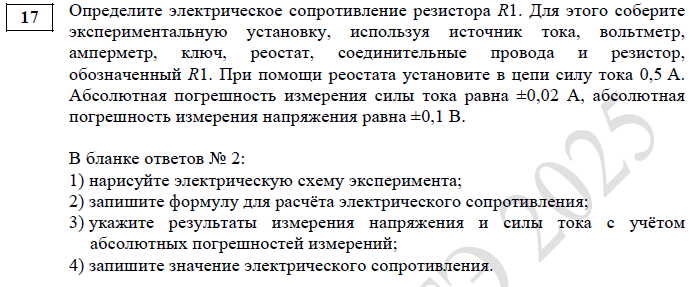 17
Определите электрическое сопротивление резистора R1. Для этого соберите
экспериментальную установку, используя источник тока, вольтметр,
амперметр, ключ, реостат, соединительные провода и резистор,
обозначенный R1. При помощи реостата установите в цепи силу тока 0,5 А.
Абсолютная погрешность измерения силы тока равна ±0,02 А, абсолютная
погрешность измерения напряжения равна ±0,1 В.
В бланке ответов № 2:
1) нарисуйте электрическую схему эксперимента;
2) запишите формулу для расчёта электрического сопротивления;
3) укажите результаты измерения напряжения и силы тока с учётом
абсолютных погрешностей измерений;
4) запишите значение электрического сопротивления.
ГЭ 2025